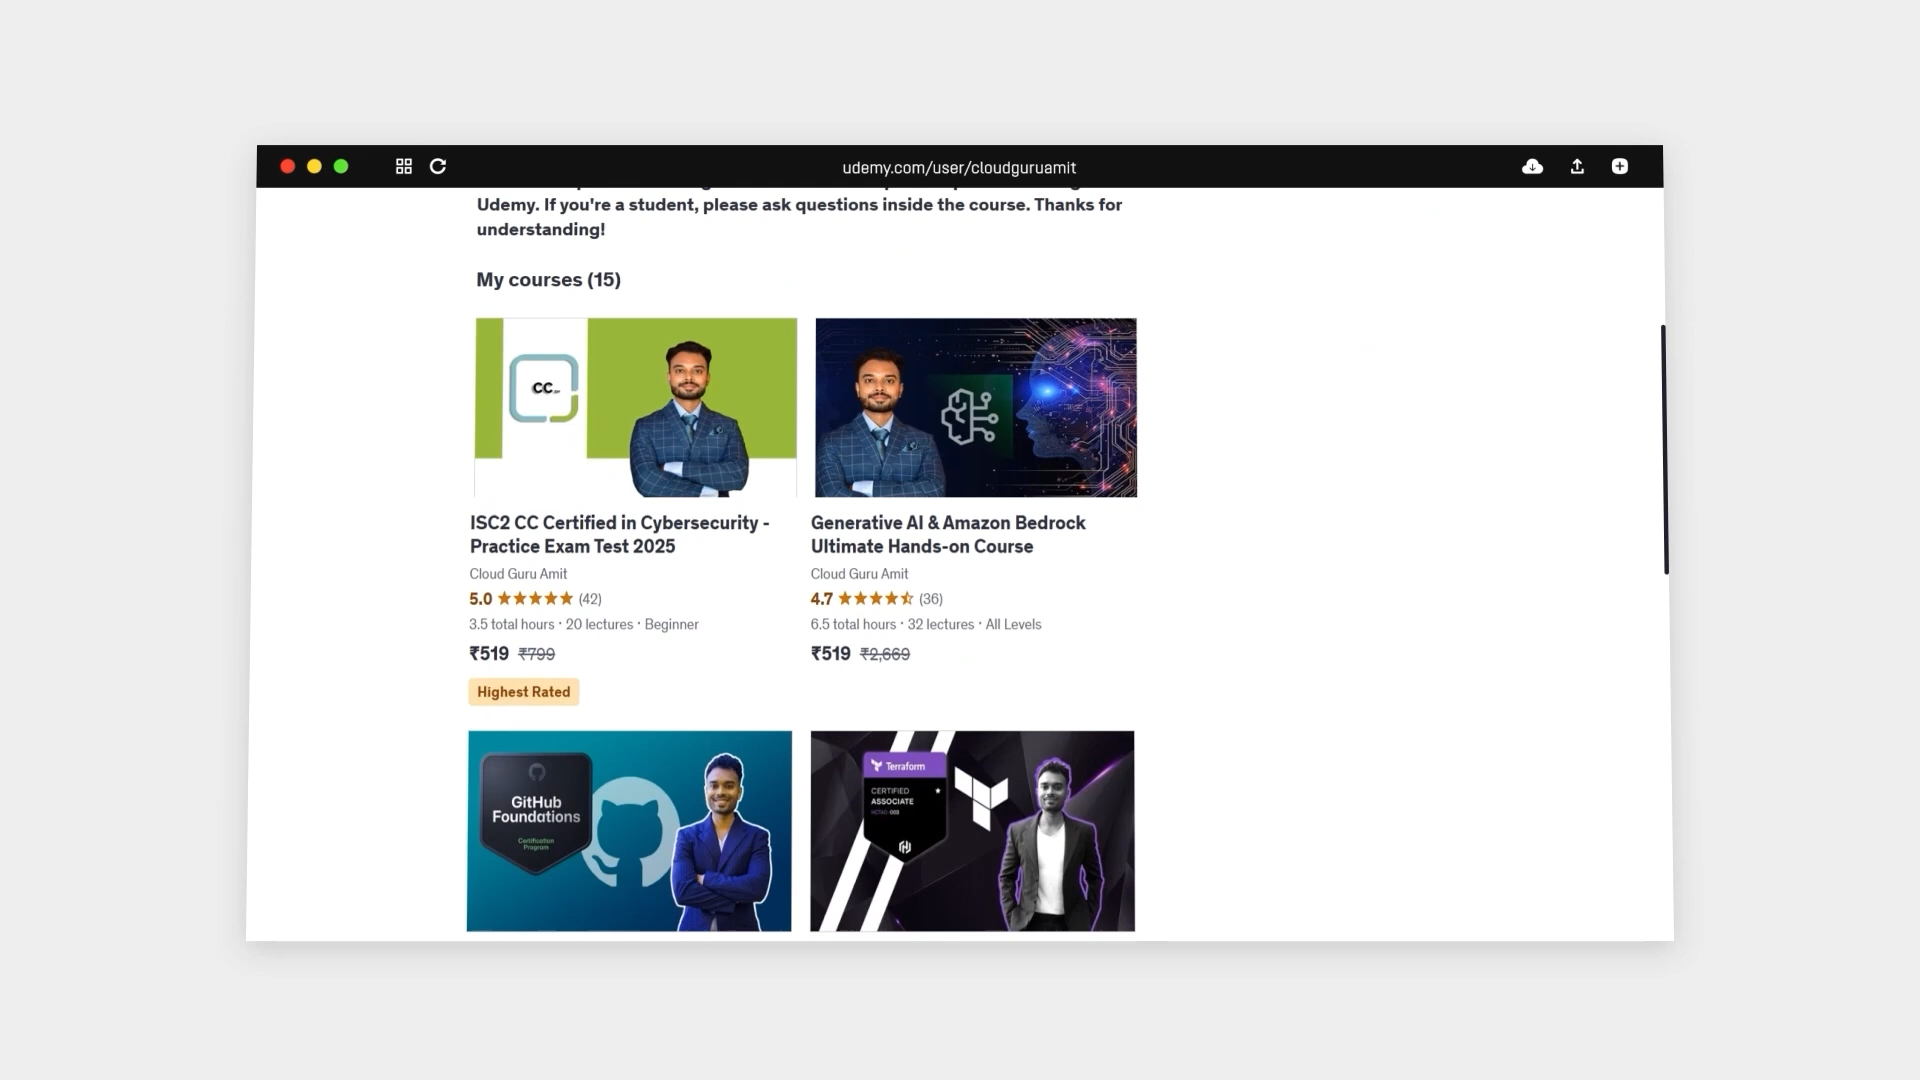 udemy.com/user/cloudguruamit
Udemy. If you're a student, please ask questions inside the course. Thanks for
understanding!
My courses (15)
CC
ISC2 CC Certified in Cybersecurity -
Practice Exam Test 2025
Cloud Guru Amit
5.0 (42)
3.5 total hours · 20 lectures · Beginner
₹519 ₹799
Highest Rated
Generative AI & Amazon Bedrock
Ultimate Hands-on Course
Cloud Guru Amit
4.7 (36)
6.5 total hours · 32 lectures · All Levels
₹519 ₹2,669
GitHub
Foundations
Certification
Program
Terraform
CERTIFIED
ASSOCIATE